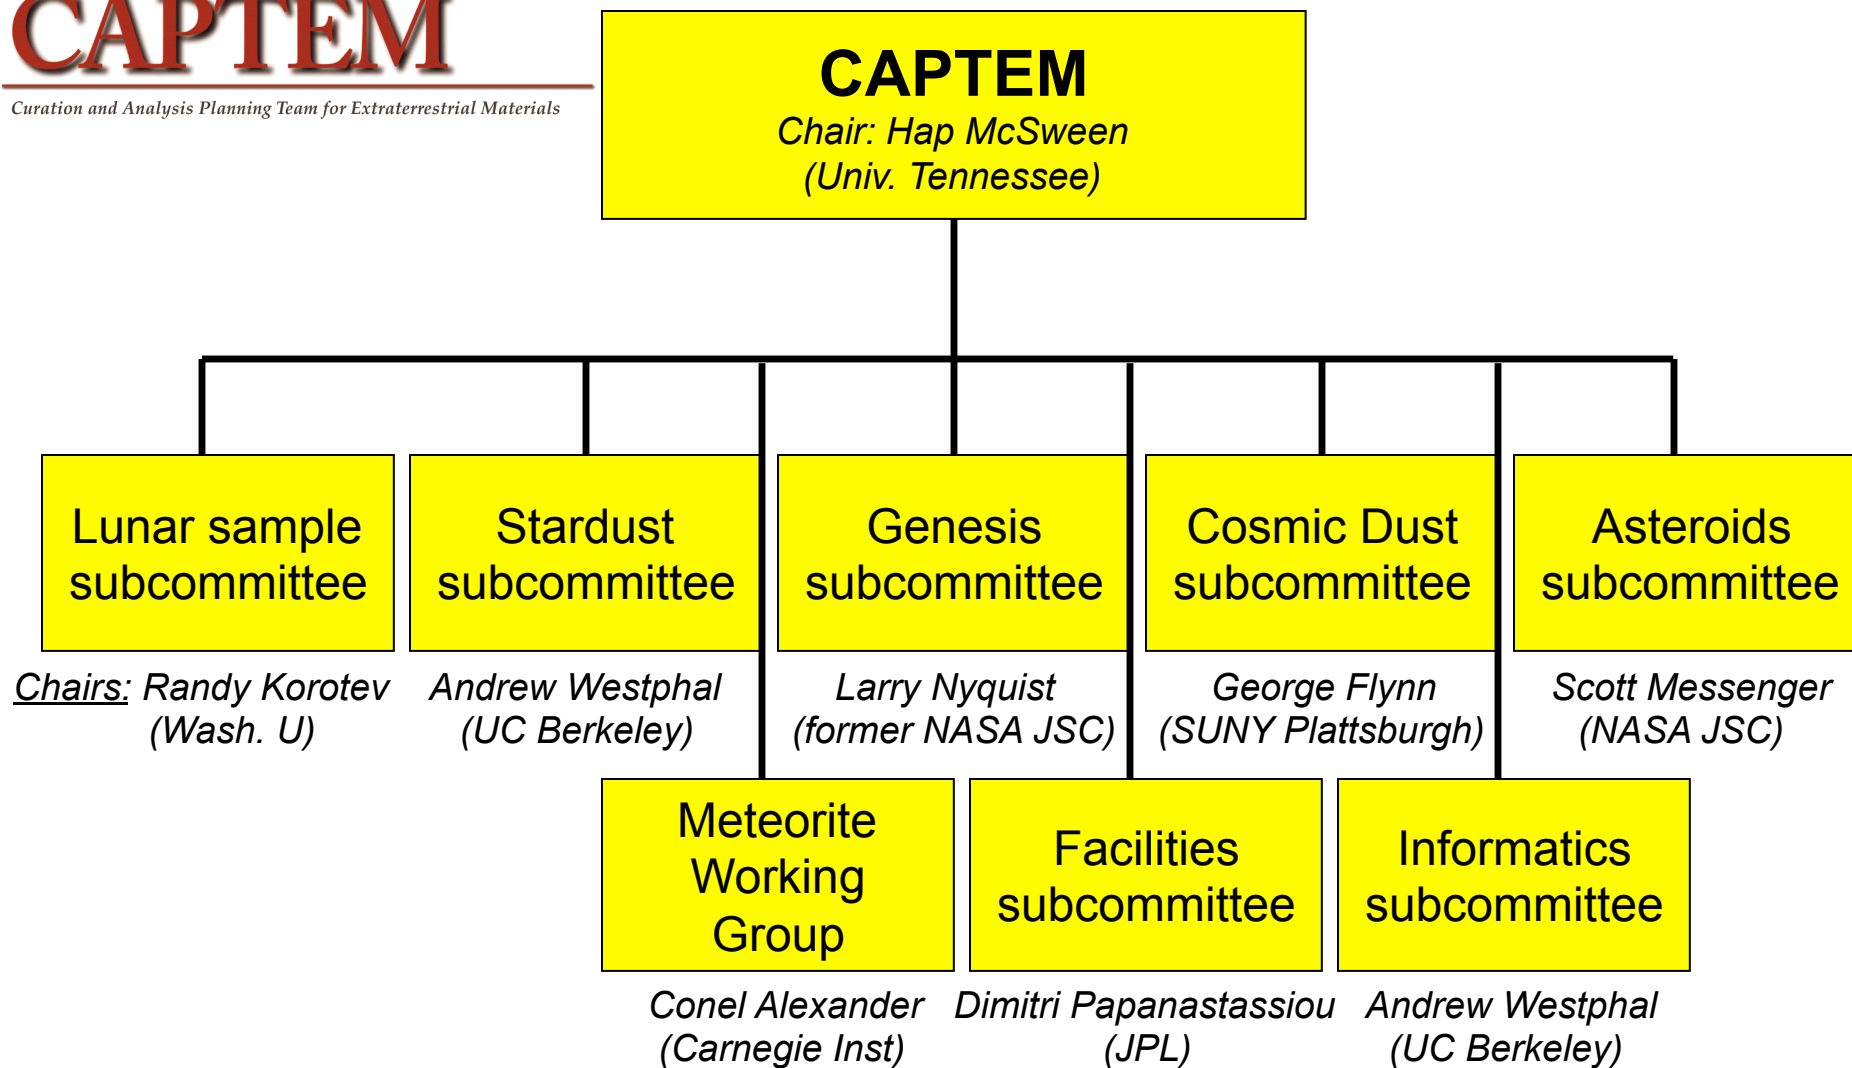 CAPTEM
Curation and Analysis Planning Team for Extraterrestrial Materials
CAPTEM
Chair: Hap McSween
(Univ. Tennessee)
Lunar sample
subcommittee
Chairs: Randy Korotev
(Wash. U)
Stardust
subcommittee
Andrew Westphal
(UC Berkeley)
Genesis
subcommittee
Larry Nyquist
(former NASA JSC)
Cosmic Dust
subcommittee
George Flynn
(SUNY Plattsburgh)
Asteroids
subcommittee
Scott Messenger
(NASA JSC)
Meteorite
Working
Group
Conel Alexander
(Carnegie Inst)
Facilities
subcommittee
Dimitri Papanastassiou
(JPL)
Informatics
subcommittee
Andrew Westphal
(UC Berkeley)